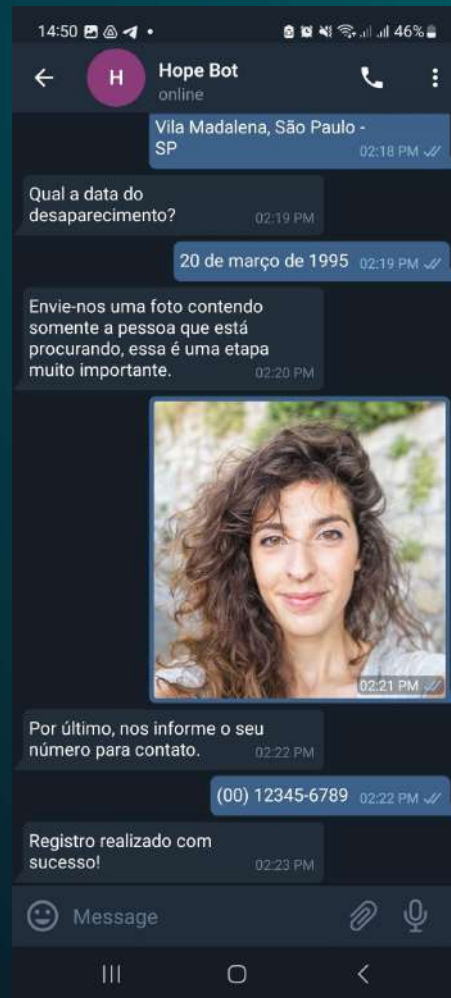 14:50
46%
H
Hope Bot
online
Vila Madalena, São Paulo -
SP
02:18 PM
Qual a data do
desaparecimento?
02:19 PM
20 de março de 1995
02:19 PM
Envie-nos uma foto contendo
somente a pessoa que está
procurando, essa é uma etapa
muito importante.
02:20 PM
02:21 PM
Por último, nos informe o seu
número para contato.
02:22 PM
(00) 12345-6789
02:22 PM
Registro realizado com
sucesso!
02:23 PM
Message